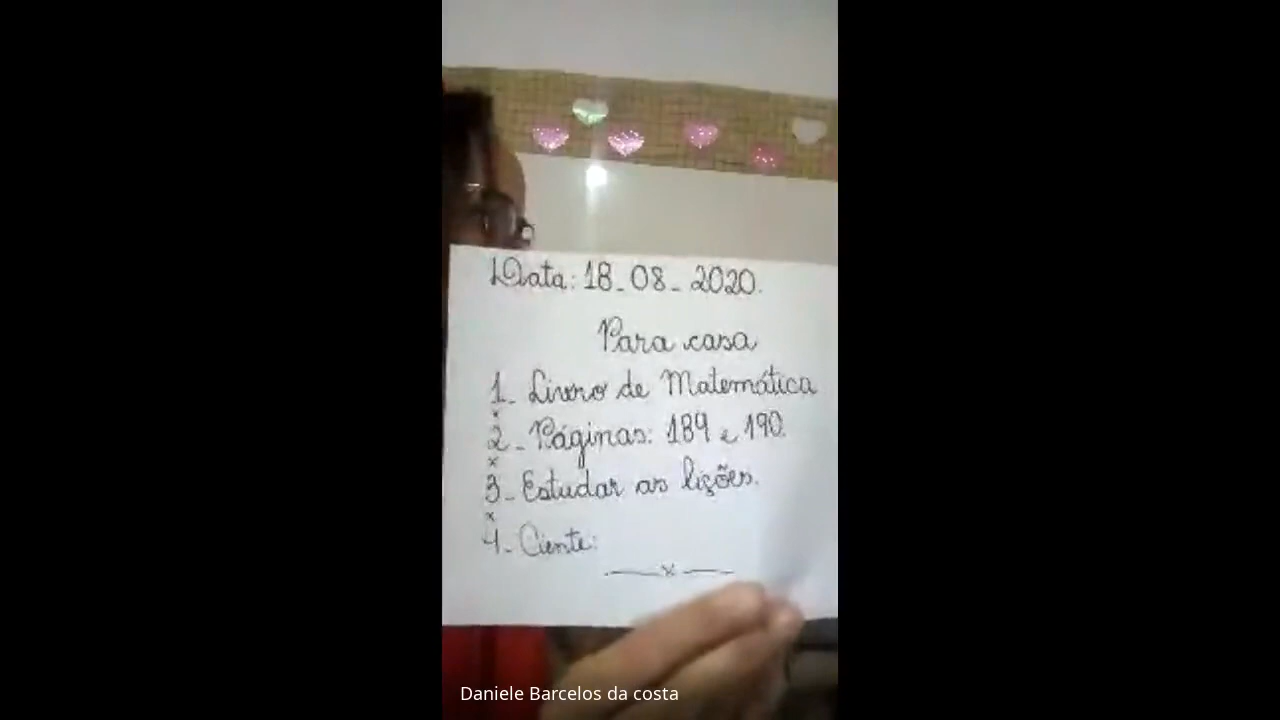 Data: 18-08-2020.
Para casa
1- Livro de Matemática
x
2- Páginas: 189 e 190.
x
3- Estudar as lições.
x
4- Ciente:
x
Daniele Barcelos da costa